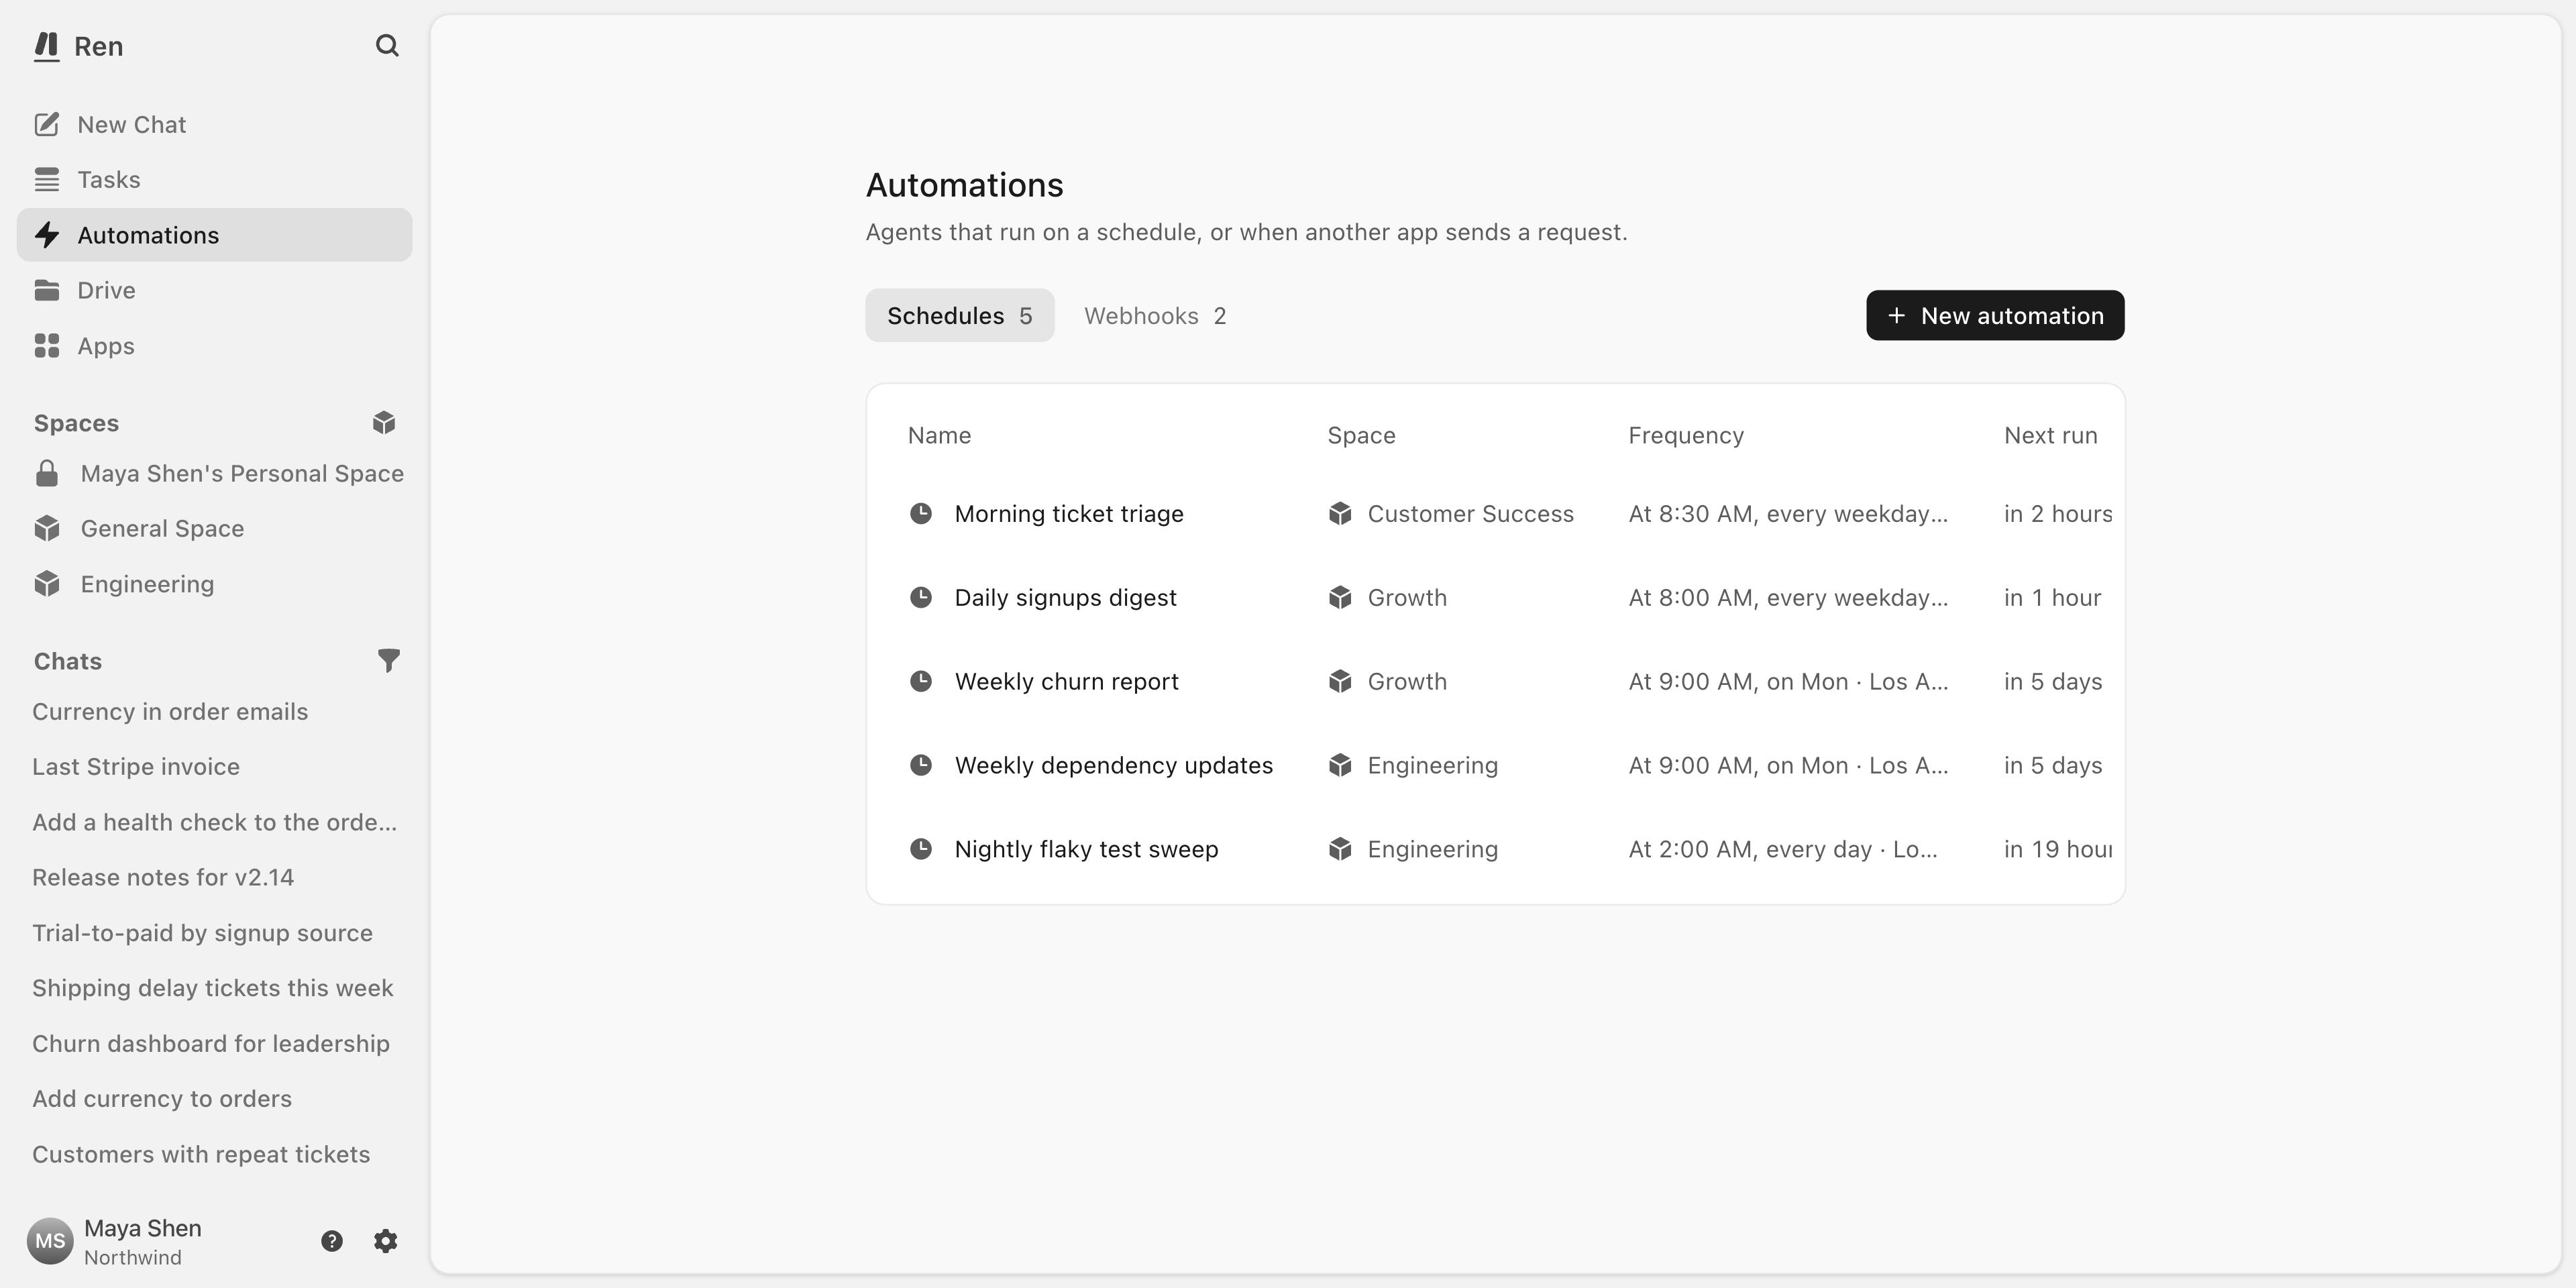 Ren
New Chat
Tasks
Automations
Drive
Apps
Spaces
Maya Shen's Personal Space
General Space
Engineering
Chats
Currency in order emails
Last Stripe invoice
Add a health check to the orde...
Release notes for v2.14
Trial-to-paid by signup source
Shipping delay tickets this week
Churn dashboard for leadership
Add currency to orders
Customers with repeat tickets
MS
Maya Shen
Northwind
Automations
Agents that run on a schedule, or when another app sends a request.
Schedules 5 Webhooks 2 + New automation
Name Space Frequency Next run
Morning ticket triage Customer Success At 8:30 AM, every weekday... in 2 hours
Daily signups digest Growth At 8:00 AM, every weekday... in 1 hour
Weekly churn report Growth At 9:00 AM, on Mon · Los A... in 5 days
Weekly dependency updates Engineering At 9:00 AM, on Mon · Los A... in 5 days
Nightly flaky test sweep Engineering At 2:00 AM, every day · Lo... in 19 hour